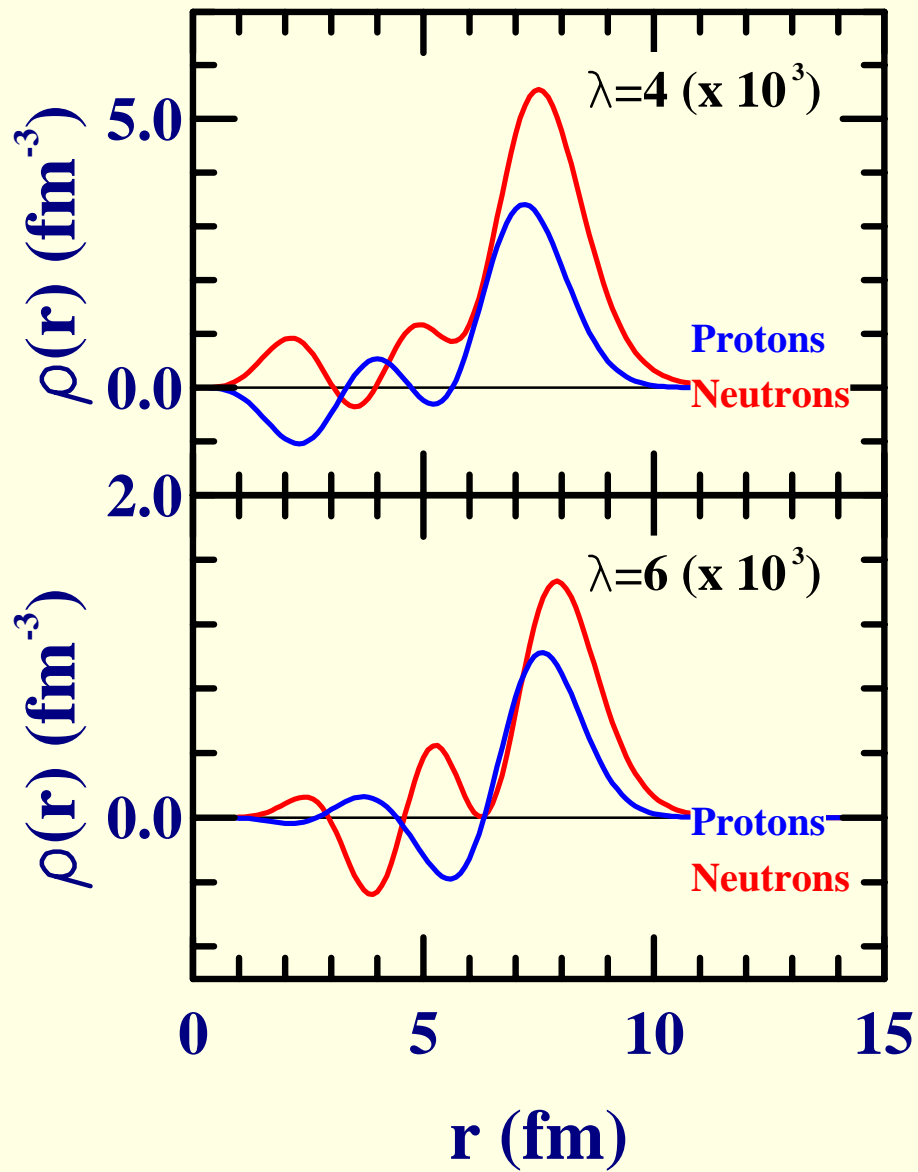 λ=4 (x 10³)
5.0
ρ(r) (fm⁻³)
Protons
0.0
Neutrons
2.0
λ=6 (x 10³)
ρ(r) (fm⁻³)
0.0
Protons
Neutrons
0 5 10 15
r (fm)